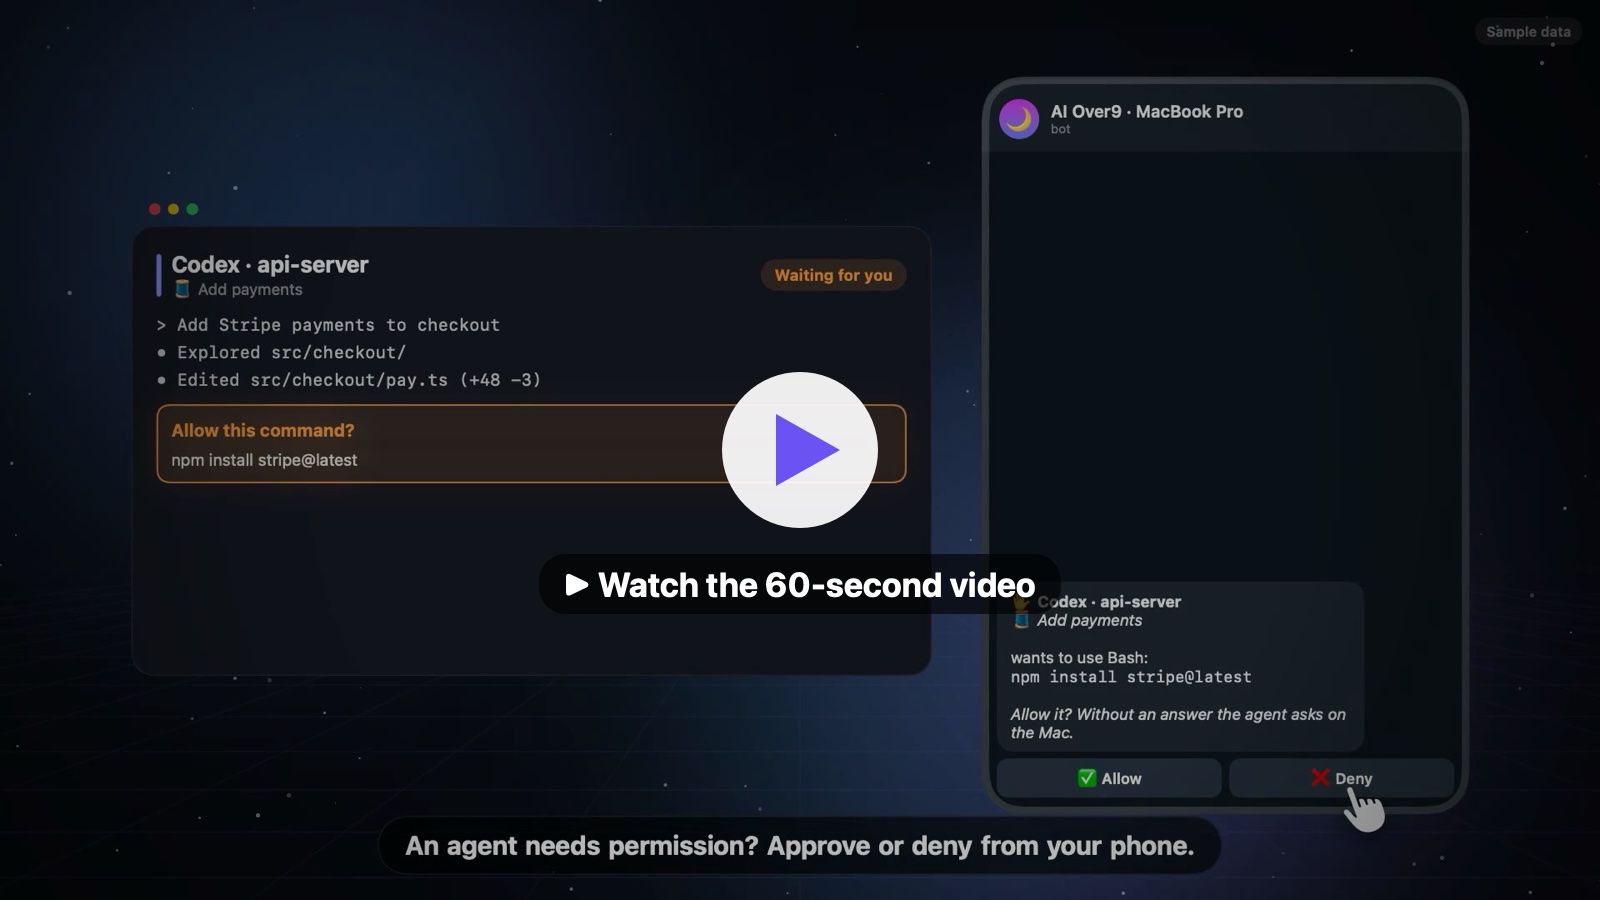 Sample data
AI Over9 · MacBook Pro
bot
Codex · api-server
Add payments
Waiting for you
> Add Stripe payments to checkout
• Explored src/checkout/
• Edited src/checkout/pay.ts (+48 −3)
Allow this command?
npm install stripe@latest
▶ Watch the 60-second video
Codex · api-server
Add payments
wants to use Bash:
npm install stripe@latest
Allow it? Without an answer the agent asks on
the Mac.
✅ Allow
❌ Deny
An agent needs permission? Approve or deny from your phone.